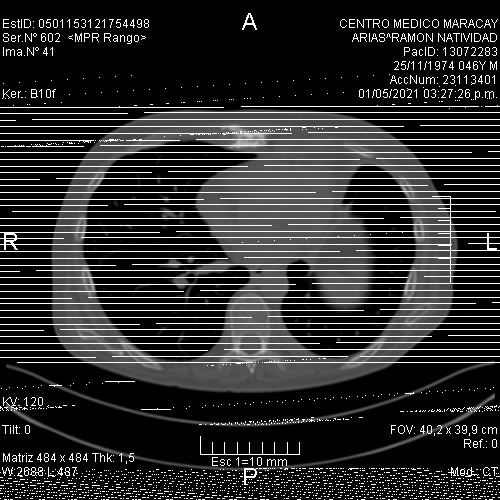 A
EstID: 0501153121754498
Ser.Nº 602 <MPR Rango>
Ima.Nº 41
Ker.: B10f
CENTRO MEDICO MARACAY
ARIAS^RAMON NATIVIDAD
PacID: 13072283
25/11/1974 046Y M
AccNum: 23113401
01/05/2021 03:27:26 p.m.
R
L
KV: 120
Tilt: 0
Matriz 484 x 484 Thk: 1,5
W:2688 L:487
Esc 1=10 mm
P
FOV: 40,2 x 39,9 cm
Ref.: 0
Mod.: CT